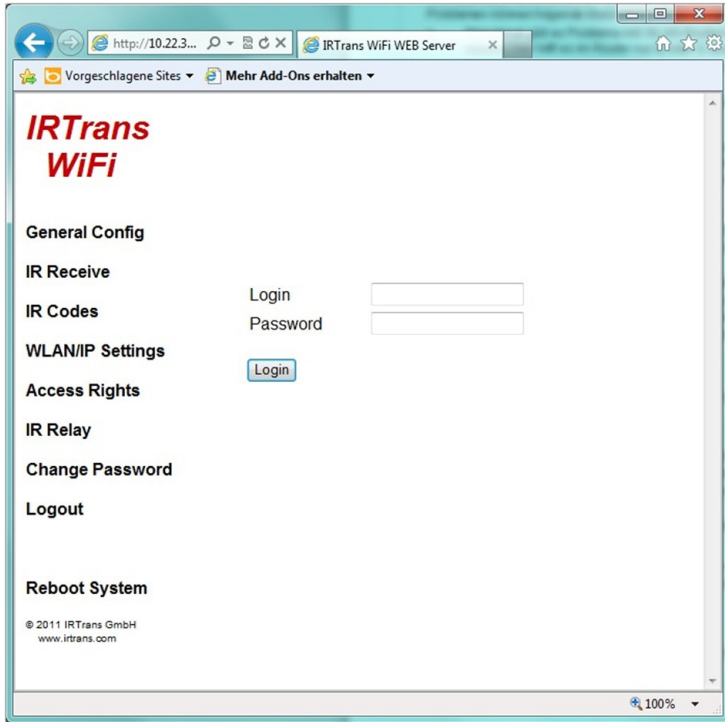 http://10.22.3...
IRTrans WiFi WEB Server
Vorgeschlagene Sites
Mehr Add-Ons erhalten
IRTrans
WiFi
General Config
IR Receive
IR Codes
WLAN/IP Settings
Access Rights
IR Relay
Change Password
Logout
Reboot System
© 2011 IRTrans GmbH
www.irtrans.com
Login
Password
Login
100%